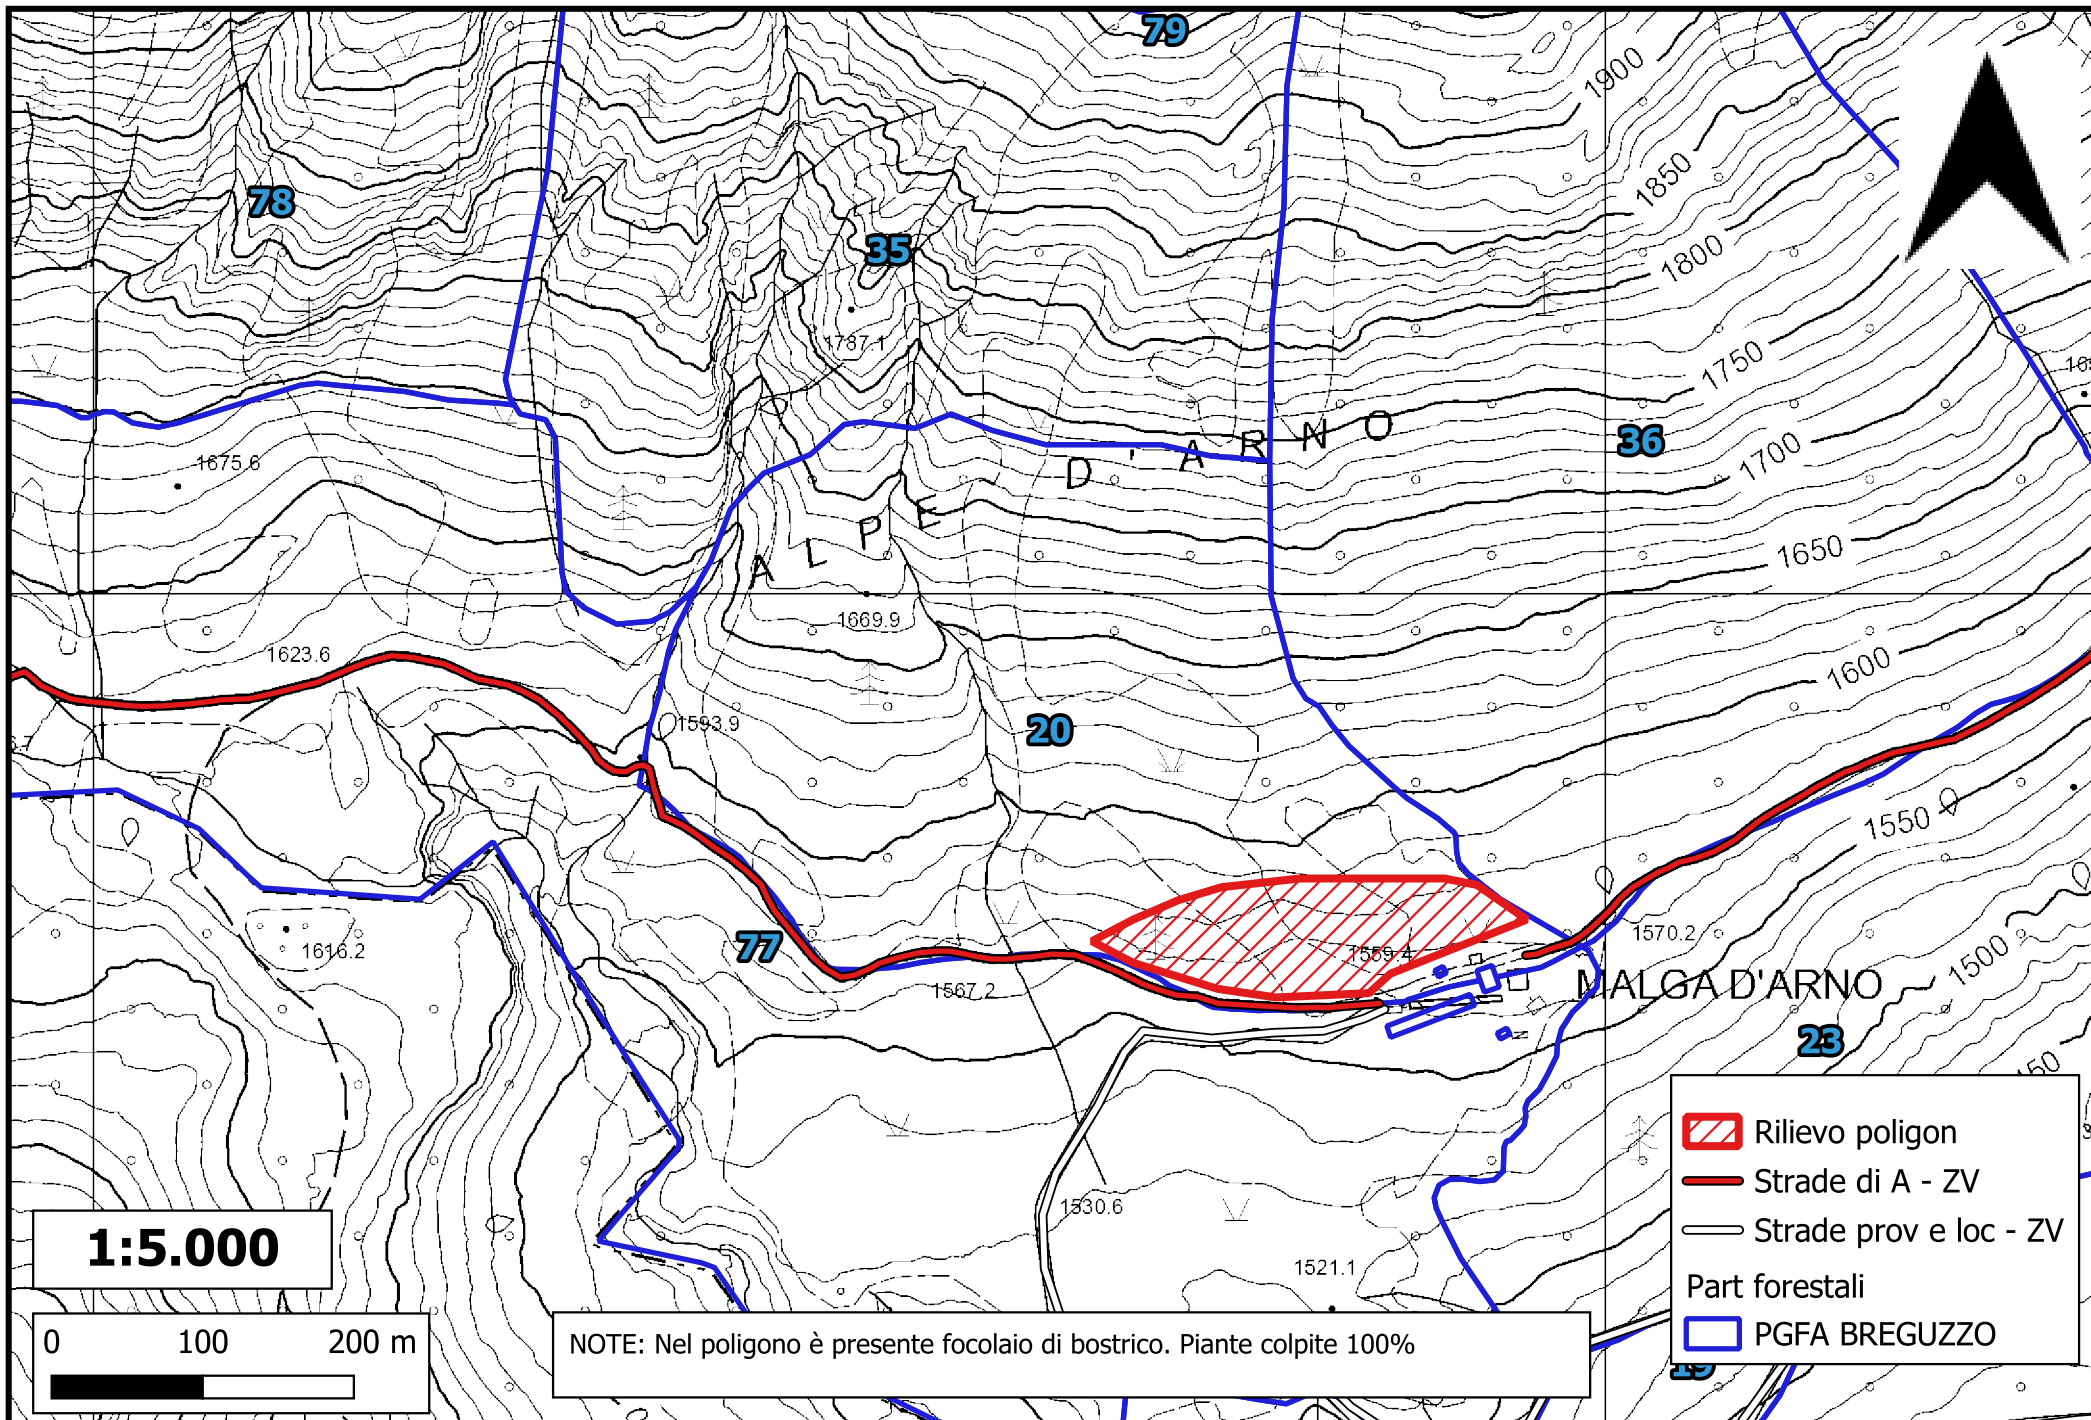 79
1900
1850
78
35
1800
1787.1
1750
D'ARNO
36
1700
1675.6
ALPE
1650
1669.9
1623.6
1600
1593.9
20
1550
1559.4
1570.2
77
1616.2
1567.2
MALGA D'ARNO
1500
23
1530.6
1521.1
Rilievo poligon
Strade di A - ZV
Strade prov e loc - ZV
Part forestali
PGFA BREGUZZO
19
1:5.000
0 100 200 m
NOTE: Nel poligono è presente focolaio di bostrico. Piante colpite 100%